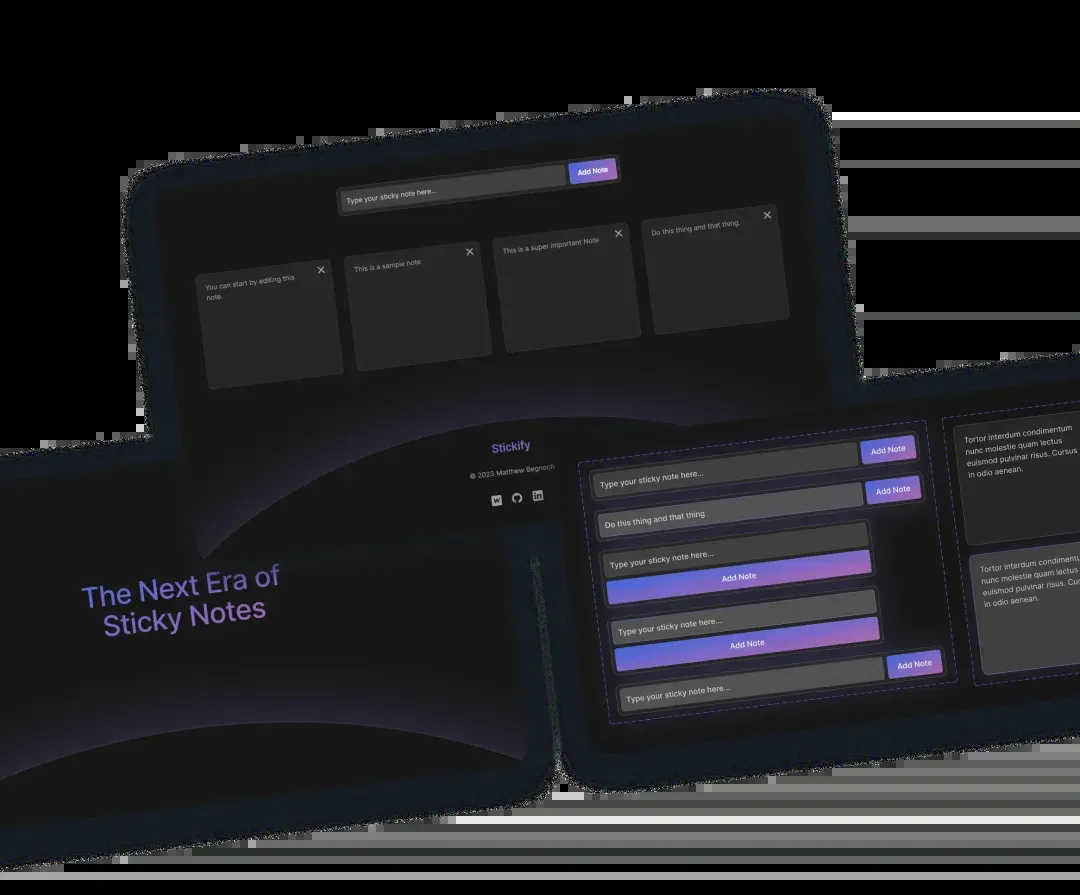 Type your sticky note here...
Add Note
You can start by editing this
note.
This is a sample note
This is a super important Note
Do this thing and that thing.
Stickify
© 2023 Matthew Begnoch
The Next Era of
Sticky Notes
Type your sticky note here...
Add Note
Do this thing and that thing
Add Note
Type your sticky note here...
Add Note
Type your sticky note here...
Add Note
Type your sticky note here...
Add Note
Tortor interdum condimentum
nunc molestie quam lectus
euismod pulvinar risus. Cursus
in odio aenean.
Tortor interdum
nunc molestie quam lectus
euismod pulvinar risus.
in odio aenean.